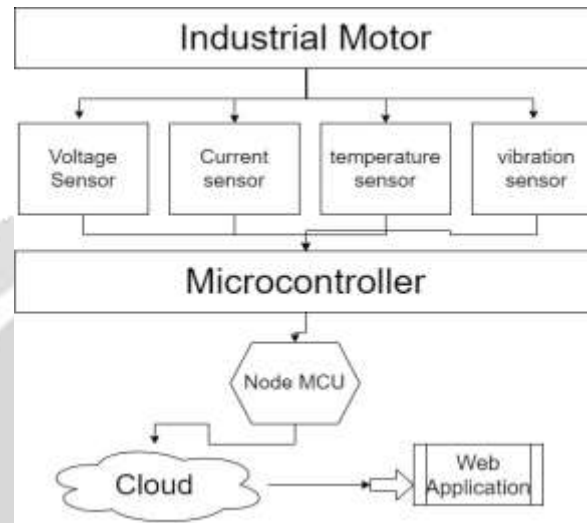 Industrial Motor
Voltage
Sensor
Current
sensor
temperature
sensor
vibration
sensor
Microcontroller
Node MCU
Cloud
Web
Application